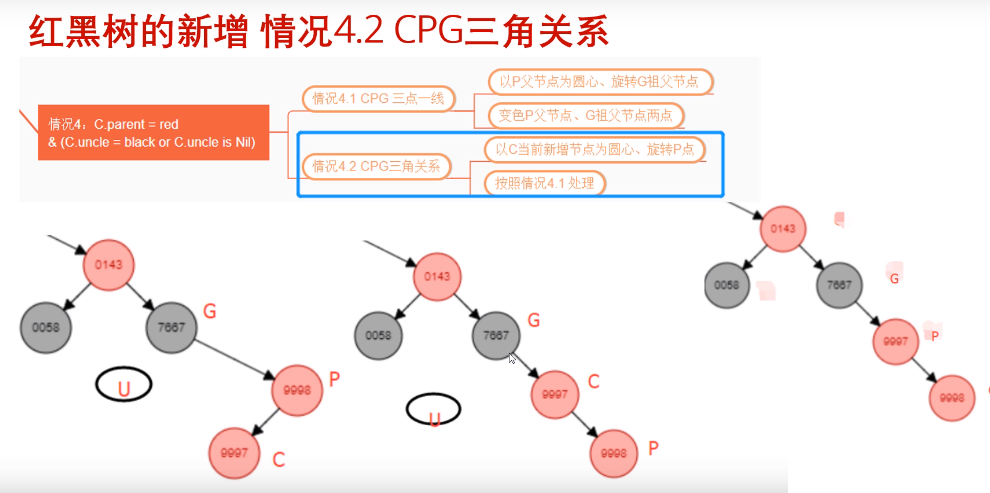 红黑树的新增 情况4.2 CPG三角关系
情况4：C.parent = red
& (C.uncle = black or C.uncle is Nil)
情况4.1 CPG 三点一线
以P父节点为圆心、旋转G祖父节点
变色P父节点、G祖父节点两点
情况4.2 CPG三角关系
以C当前新增节点为圆心、旋转P点
按照情况4.1 处理
0143
0058
7667
G
U
9998
P
9997
C
0143
0058
7667
G
U
9997
C
9998
P
0143
0058
7667
G
9997
P
9998